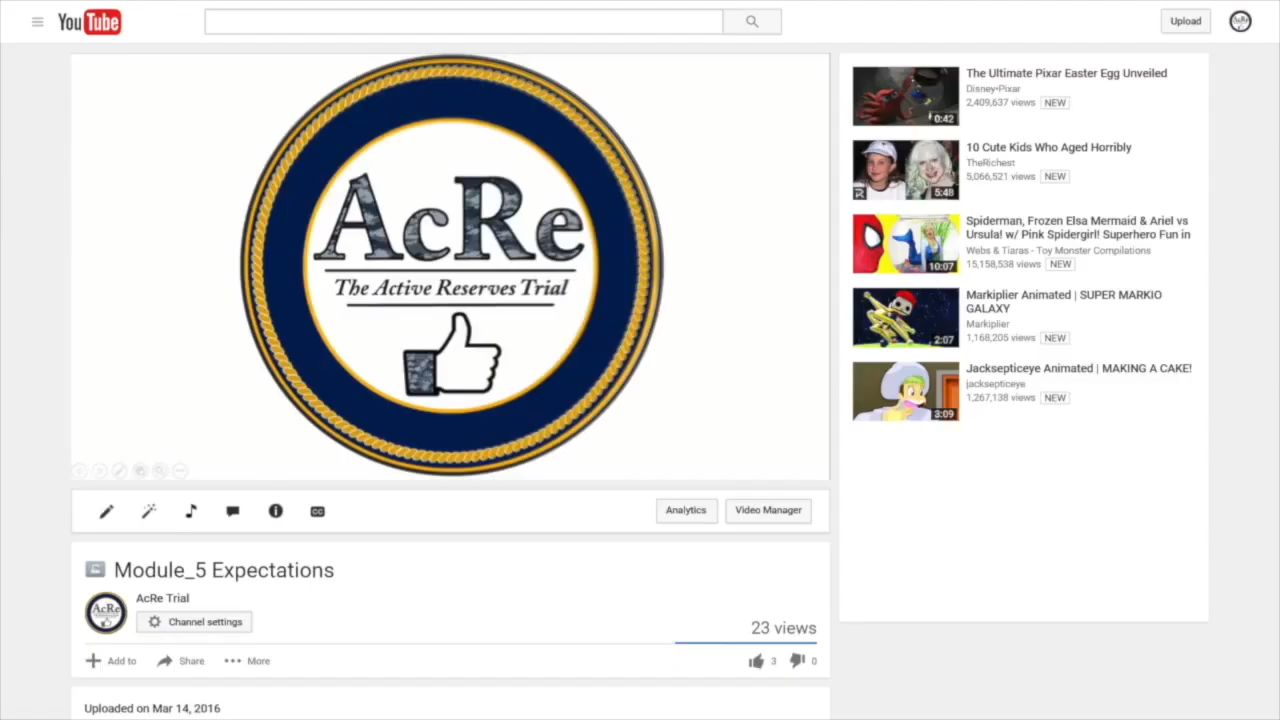 YouTube
Upload
AcRe
The Active Reserves Trial
The Ultimate Pixar Easter Egg Unveiled
Disney•Pixar
2,409,637 views NEW
0:42
10 Cute Kids Who Aged Horribly
TheRichest
5,066,521 views NEW
5:48
Spiderman, Frozen Elsa Mermaid & Ariel vs
Ursula! w/ Pink Spidergirl! Superhero Fun in
Webs & Tiaras - Toy Monster Compilations
15,158,538 views NEW
10:07
Markiplier Animated | SUPER MARKIO
GALAXY
Markiplier
1,168,205 views NEW
2:07
Jacksepticeye Animated | MAKING A CAKE!
jacksepticeye
1,267,138 views NEW
3:09
CC
Analytics
Video Manager
Module_5 Expectations
AcRe
AcRe Trial
Channel settings
23 views
Add to
Share
More
3
0
Uploaded on Mar 14, 2016